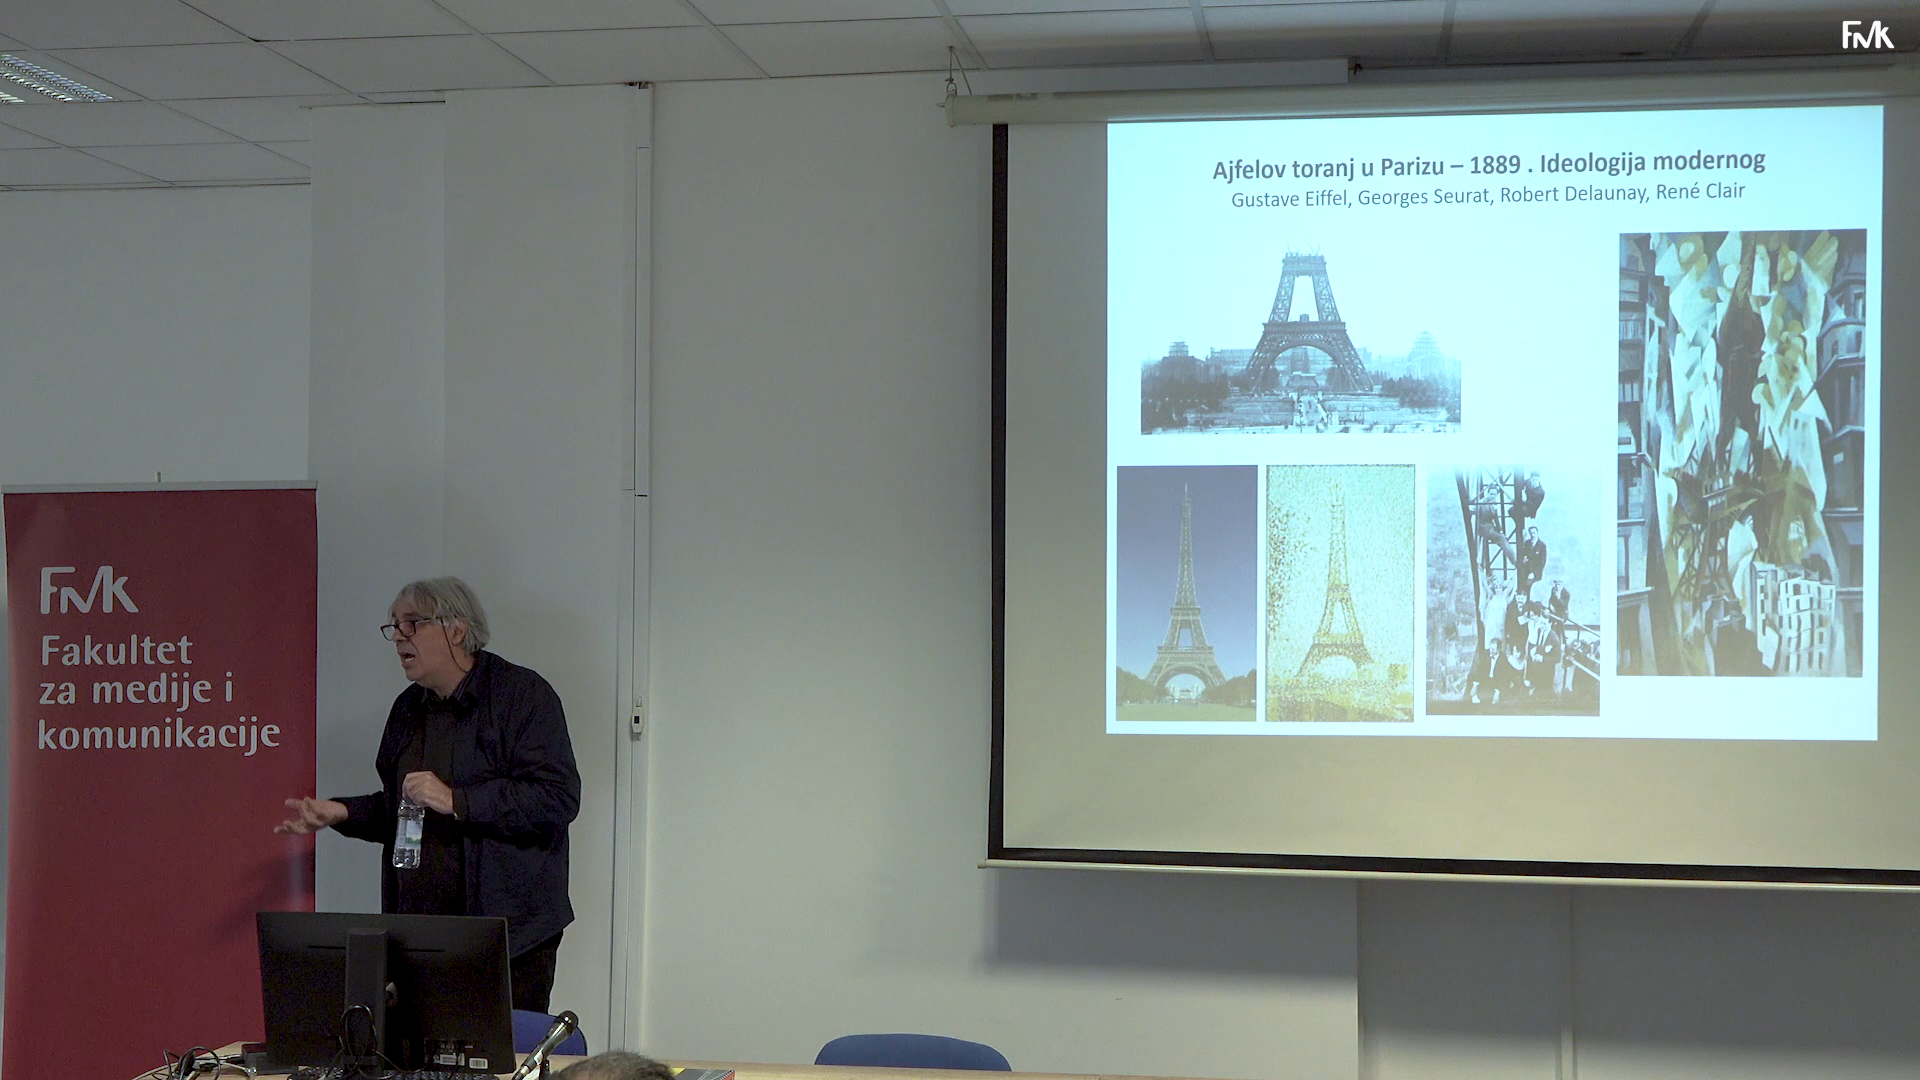 FMK
Ajfelov toranj u Parizu – 1889 . Ideologija modernog
Gustave Eiffel, Georges Seurat, Robert Delaunay, René Clair
FMK
Fakultet
za medije i
komunikacije